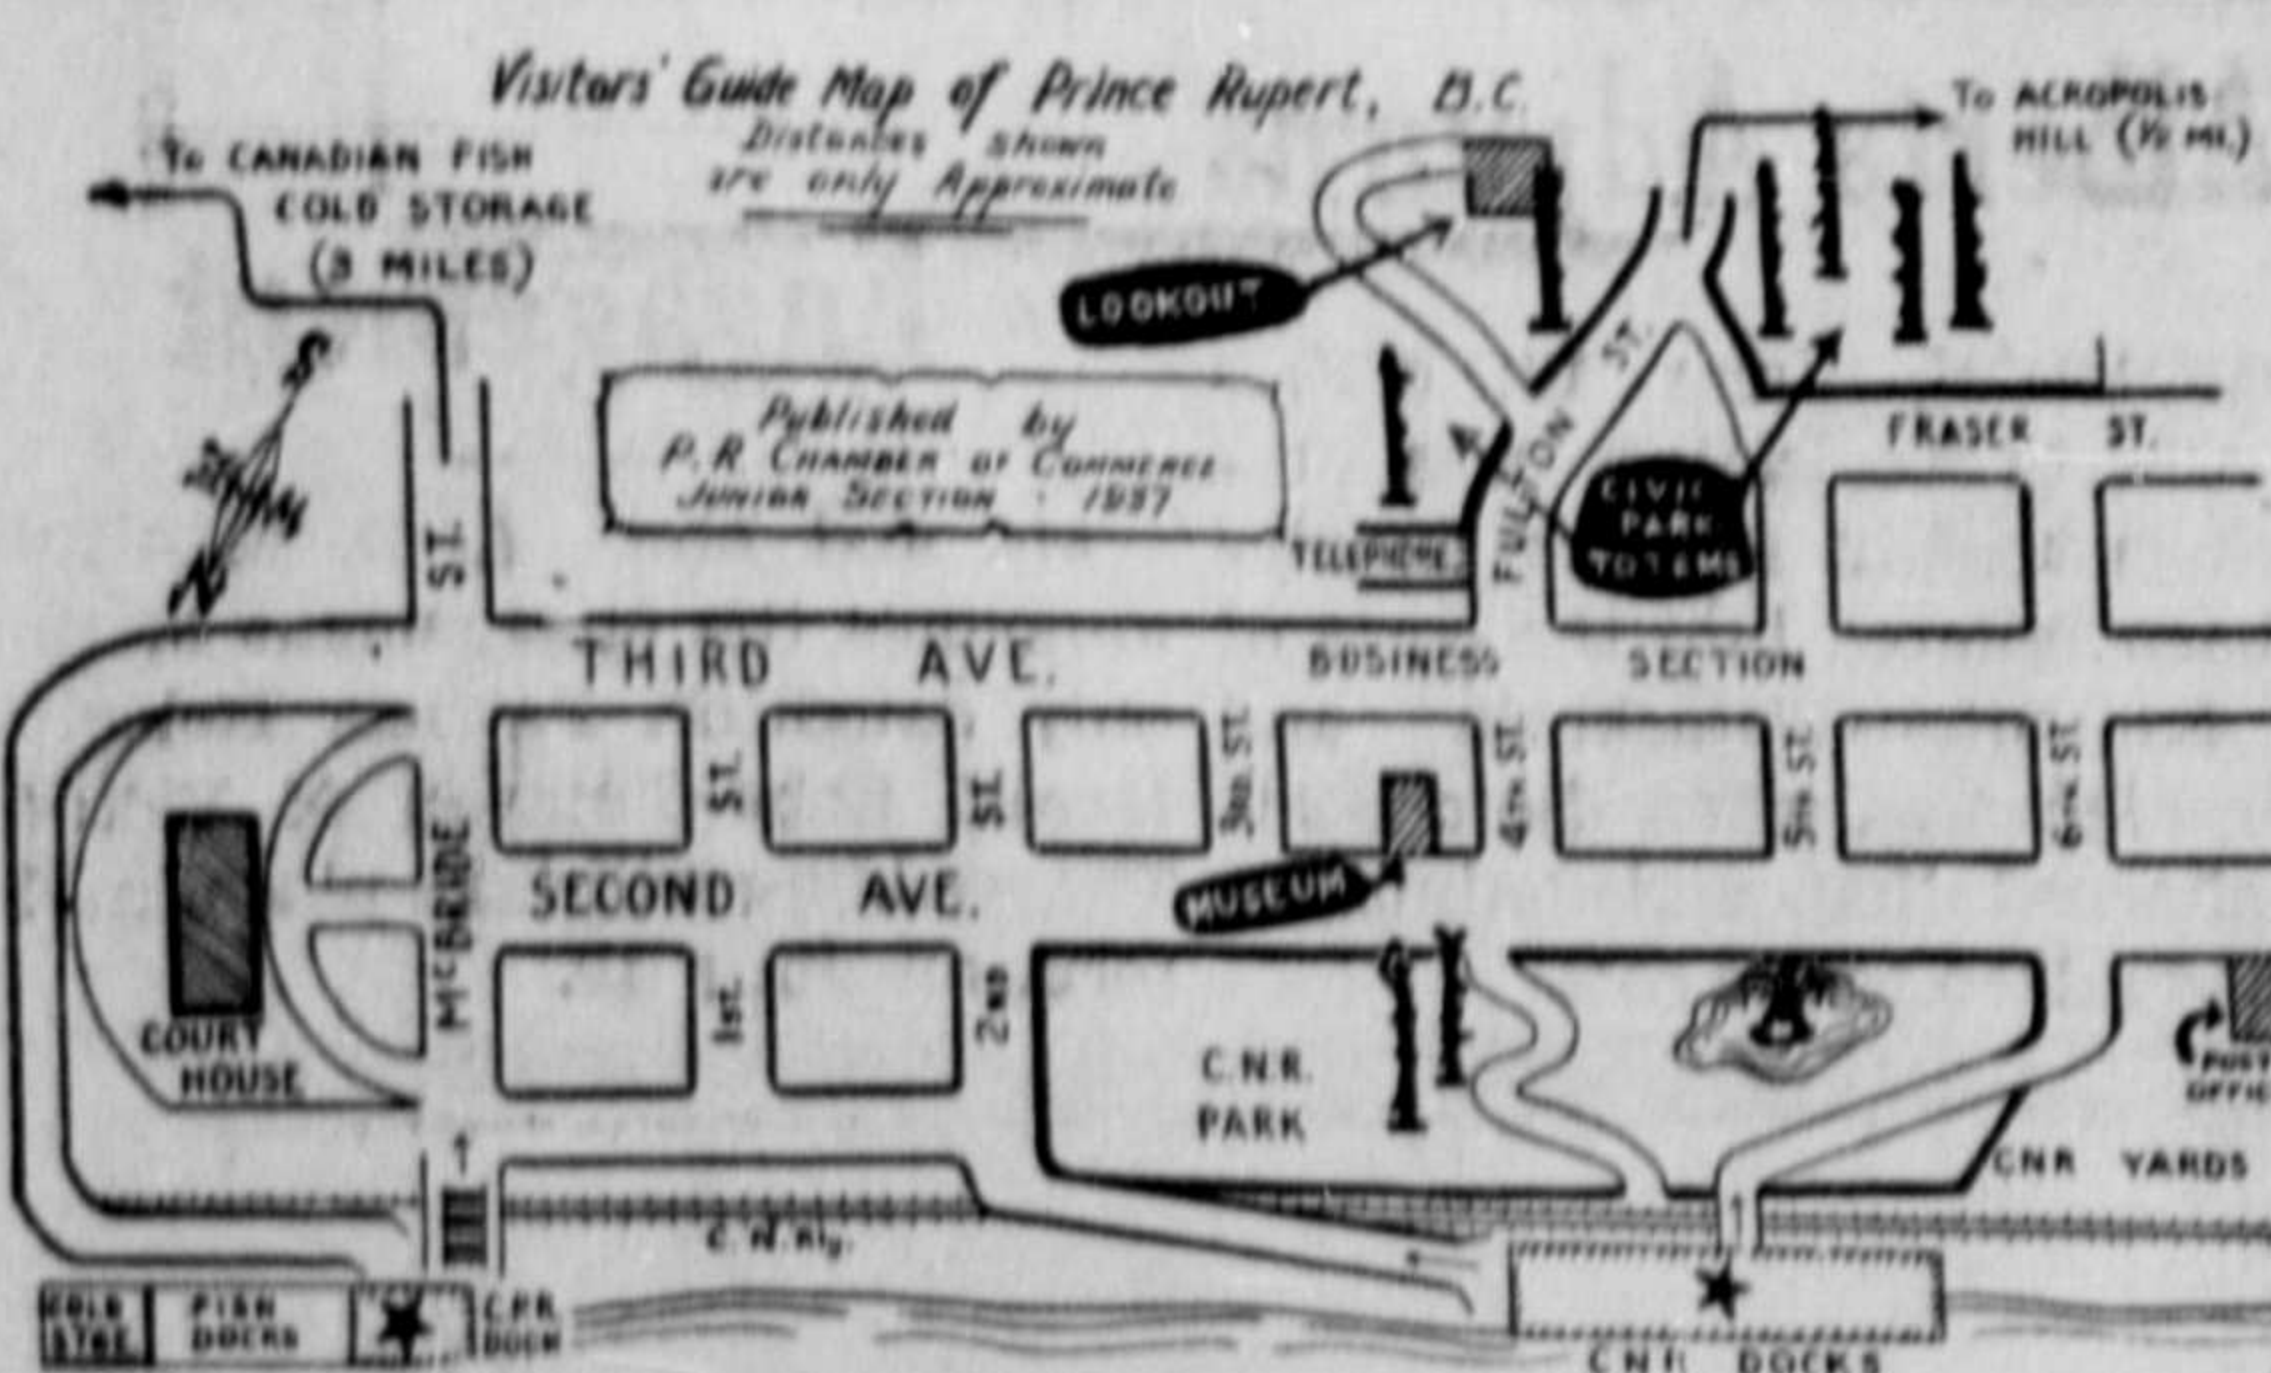 Visitors' Guide Map of Prince Rupert, B.C.
Distances shown
are only Approximate
To CANADIAN FISH
COLD STORAGE
(3 MILES)
To ACROPOLIS
HILL (½ MI.)
LOOKOUT
S
N
Published by
P.R. CHAMBER OF COMMERCE
JUNIOR SECTION · 1937
TELEPHONE
FULTON ST.
CIVIC
PARK
TOTEMS
FRASER ST.
THIRD AVE.
BUSINESS SECTION
McBRIDE ST.
1st. ST.
2ND ST.
3RD. ST.
4TH. ST.
5TH. ST.
6TH. ST.
SECOND AVE.
MUSEUM
COURT
HOUSE
C.N.R.
PARK
POST
OFFIC
CNR YARDS
C.N.Rly.
COLD
STGE.
FISH
DOCKS
C.P.R.
DOCK
C.N.R. DOCKS